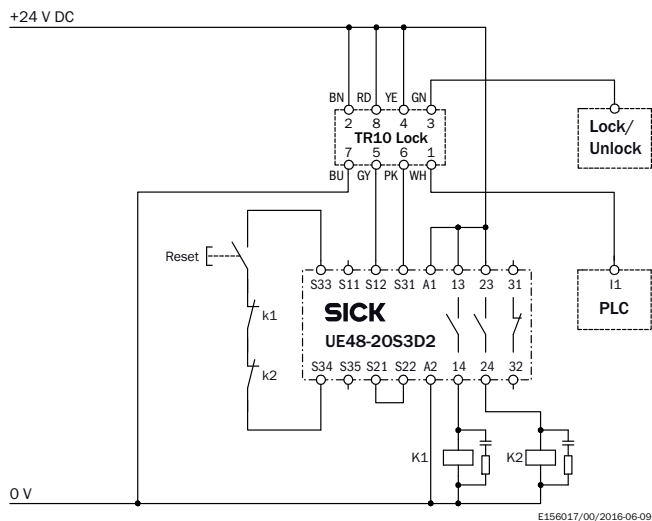 +24 V DC
BN RD YE GN
2 8 4 3
TR10 Lock
7 5 6 1
BU GY PK WH
Lock/
Unlock
Reset
k1
k2
S33 S11 S12 S31 A1 13 23 31
SICK
UE48-20S3D2
S34 S35 S21 S22 A2 14 24 32
I1
PLC
K1
K2
0 V
E156017/00/2016-06-09